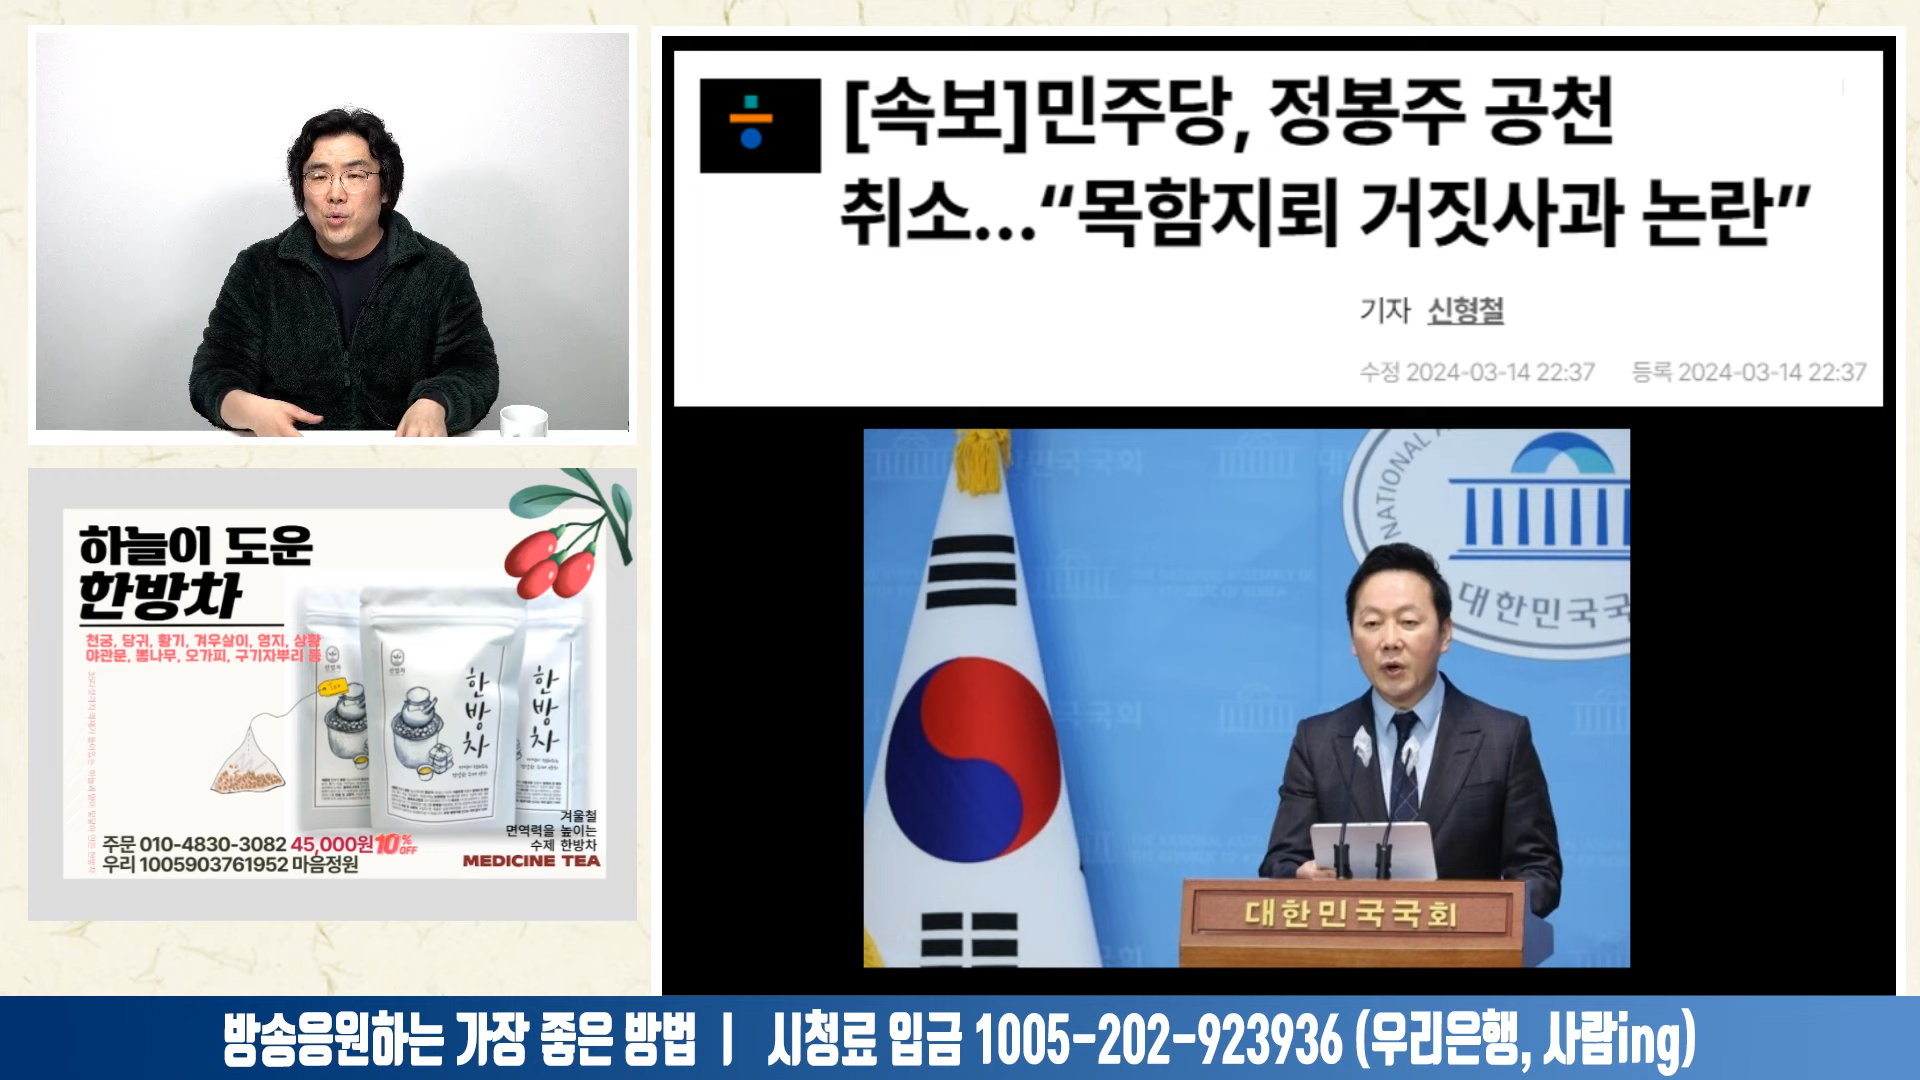 [속보]민주당, 정봉주 공천
취소…“목함지뢰 거짓사과 논란”
기자 신형철
수정 2024-03-14 22:37 등록 2024-03-14 22:37
NATIONAL
대한민국국
대한민국국회
하늘이 도운
한방차
천궁, 당귀, 황기, 겨우살이, 영지, 상황
야관문, 뽕나무, 오가피, 구기자뿌리 등
Tea
한방차
한방차
겨울철
면역력을 높이는
수제 한방차
MEDICINE TEA
주문 010-4830-3082 45,000원 10% OFF
우리 1005903761952 마음정원
방송응원하는 가장 좋은 방법 ㅣ 시청료 입금 1005-202-923936 (우리은행, 사람ing)